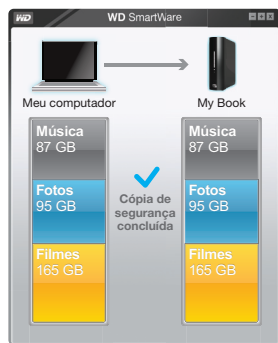 WD
WD SmartWare
Meu computador
My Book
Música
87 GB
Fotos
95 GB
Filmes
165 GB
Cópia de
segurança
concluída
Música
87 GB
Fotos
95 GB
Filmes
165 GB